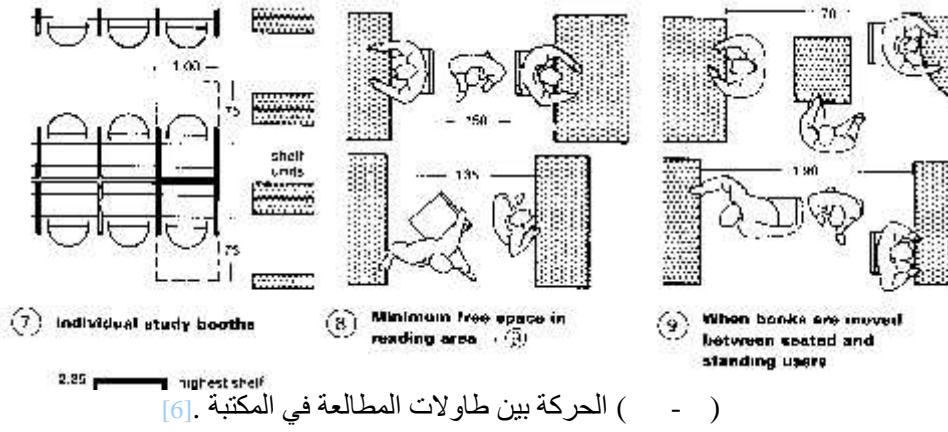 1.00
75
shelf
units
75
7 individual study booths
150
135
8 Minimum free space in
reading area
70
190
9 When books are moved
between seated and
standing users
2.25 highest shelf
( - ) الحركة بين طاولات المطالعة في المكتبة .[6]